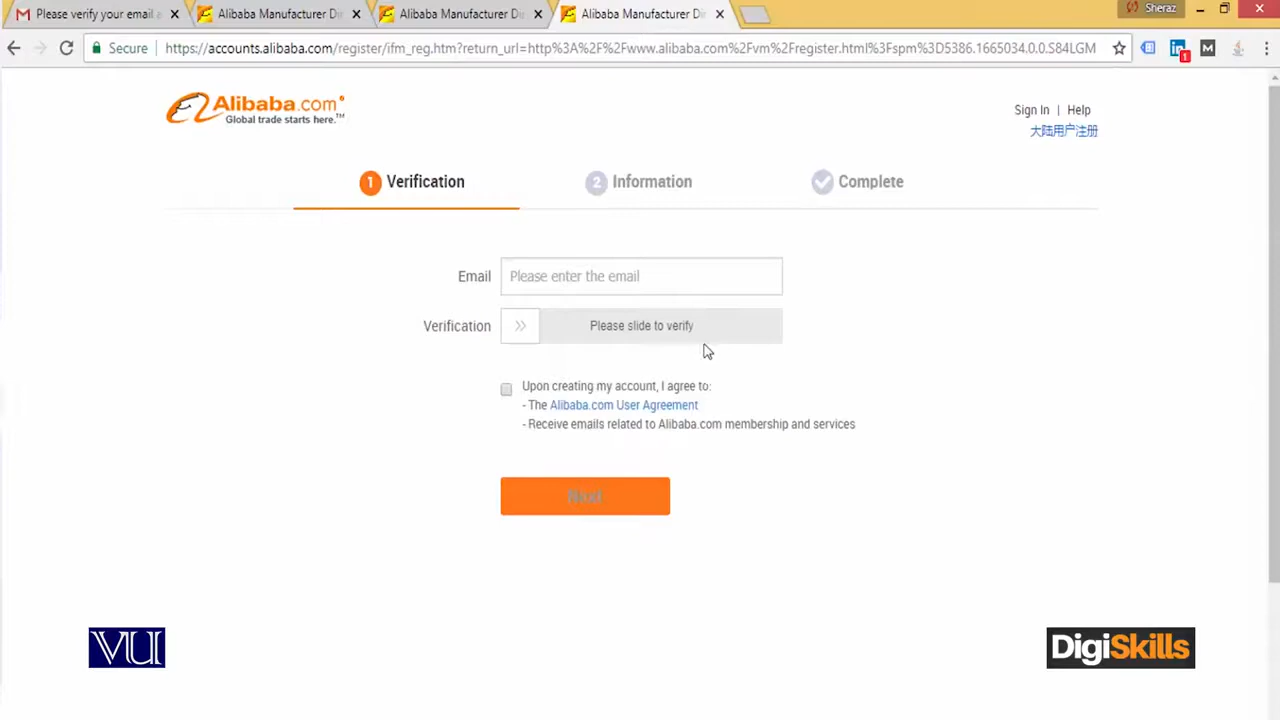 Please verify your email a
Alibaba Manufacturer Dir
Alibaba Manufacturer Di
Alibaba Manufacturer Dir
Sheraz
Secure
https://accounts.alibaba.com/register/ifm_reg.htm?return_url=http%3A%2F%2Fwww.alibaba.com%2Fvm%2Fregister.html%3Fspm%3D5386.1665034.0.0.S84LGM
1
Alibaba.com
Global trade starts here.™
Sign In | Help
大陆用户注册
1 Verification
2 Information
Complete
Email
Please enter the email
Verification
Please slide to verify
Upon creating my account, I agree to:
- The Alibaba.com User Agreement
- Receive emails related to Alibaba.com membership and services
Next
VU
DigiSkills